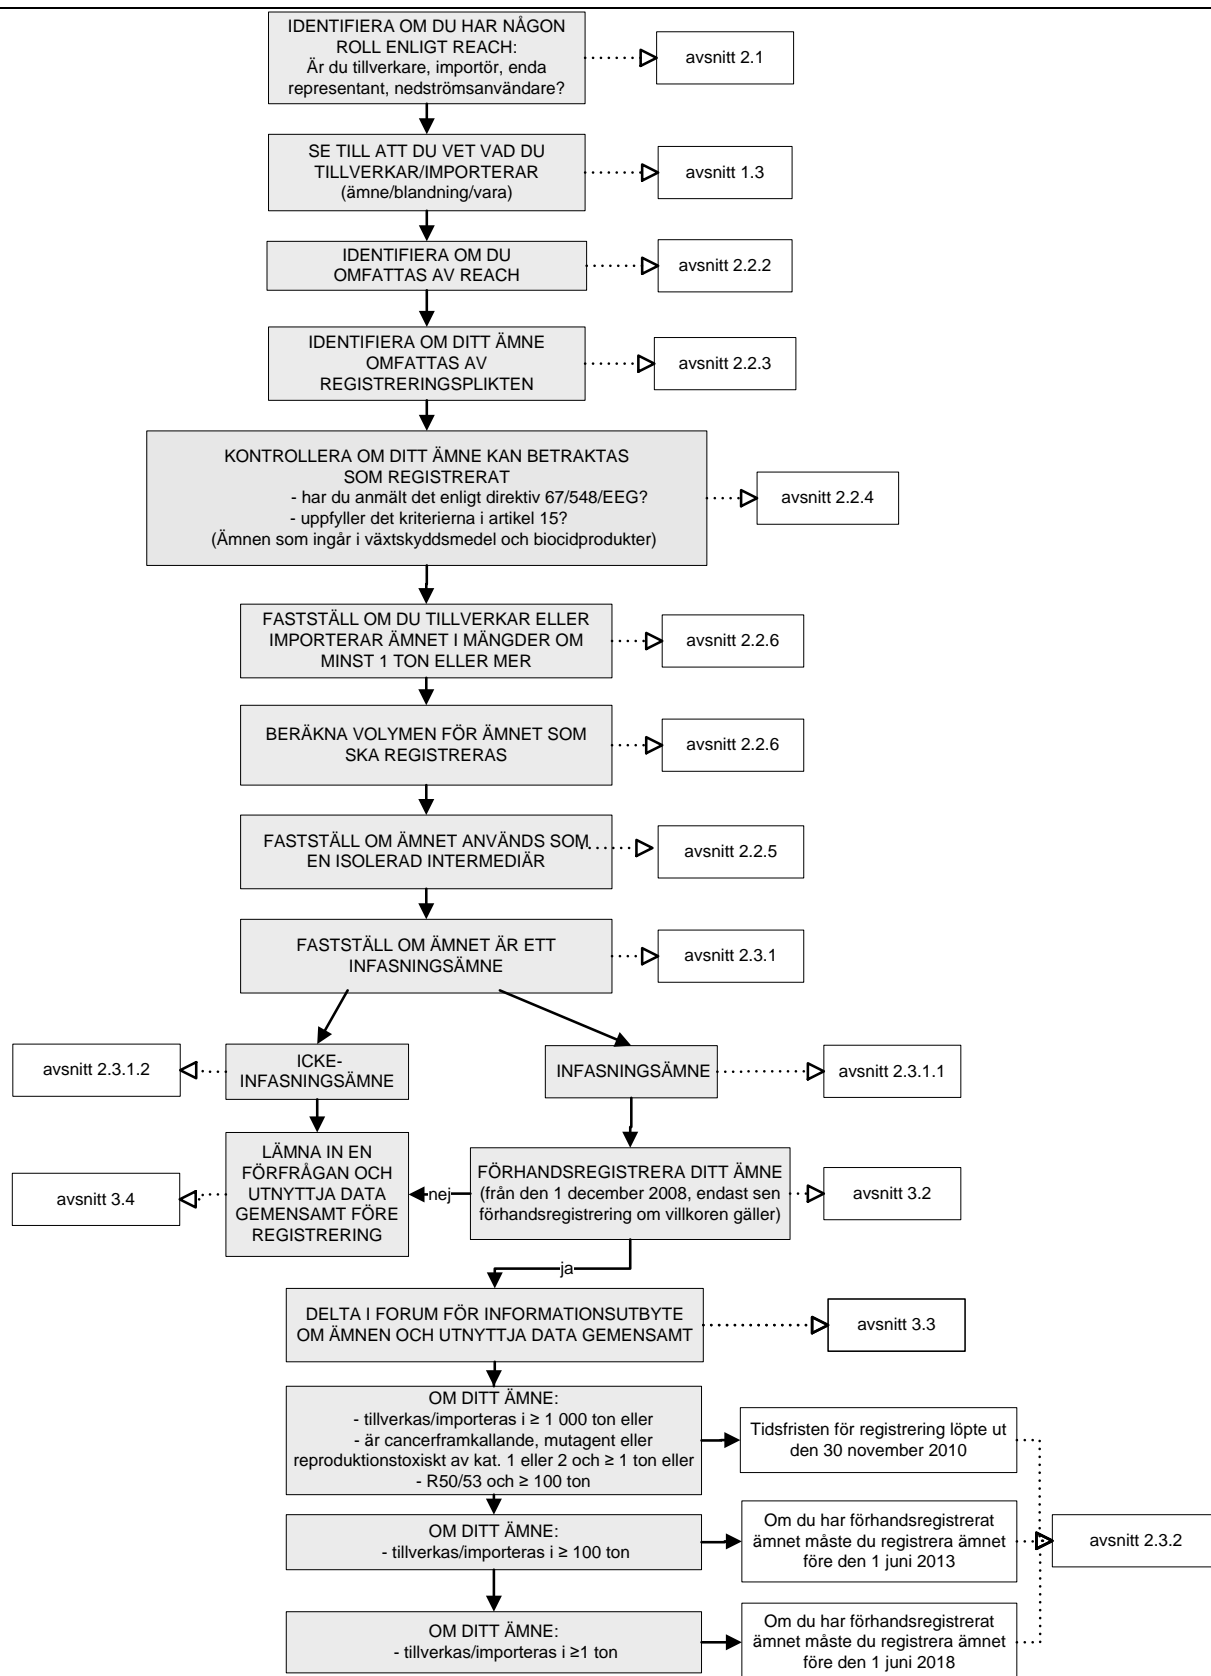 IDENTIFIERA OM DU HAR NÅGON
ROLL ENLIGT REACH:
Är du tillverkare, importör, enda
representant, nedströmsanvändare?
avsnitt 2.1
SE TILL ATT DU VET VAD DU
TILLVERKAR/IMPORTERAR
(ämne/blandning/vara)
avsnitt 1.3
IDENTIFIERA OM DU
OMFATTAS AV REACH
avsnitt 2.2.2
IDENTIFIERA OM DITT ÄMNE
OMFATTAS AV
REGISTRERINGSPLIKTEN
avsnitt 2.2.3
KONTROLLERA OM DITT ÄMNE KAN BETRAKTAS
SOM REGISTRERAT
- har du anmält det enligt direktiv 67/548/EEG?
- uppfyller det kriterierna i artikel 15?
(Ämnen som ingår i växtskyddsmedel och biocidprodukter)
avsnitt 2.2.4
FASTSTÄLL OM DU TILLVERKAR ELLER
IMPORTERAR ÄMNET I MÄNGDER OM
MINST 1 TON ELLER MER
avsnitt 2.2.6
BERÄKNA VOLYMEN FÖR ÄMNET SOM
SKA REGISTRERAS
avsnitt 2.2.6
FASTSTÄLL OM ÄMNET ANVÄNDS SOM
EN ISOLERAD INTERMEDIÄR
avsnitt 2.2.5
FASTSTÄLL OM ÄMNET ÄR ETT
INFASNINGSÄMNE
avsnitt 2.3.1
avsnitt 2.3.1.2
ICKE-
INFASNINGSÄMNE
INFASNINGSÄMNE
avsnitt 2.3.1.1
avsnitt 3.4
LÄMNA IN EN
FÖRFRÅGAN OCH
UTNYTTJA DATA
GEMENSAMT FÖRE
REGISTRERING
nej
FÖRHANDSREGISTRERA DITT ÄMNE
(från den 1 december 2008, endast sen
förhandsregistrering om villkoren gäller)
avsnitt 3.2
ja
DELTA I FORUM FÖR INFORMATIONSUTBYTE
OM ÄMNEN OCH UTNYTTJA DATA GEMENSAMT
avsnitt 3.3
OM DITT ÄMNE:
- tillverkas/importeras i ≥ 1 000 ton eller
- är cancerframkallande, mutagent eller
reproduktionstoxiskt av kat. 1 eller 2 och ≥ 1 ton eller
- R50/53 och ≥ 100 ton
Tidsfristen för registrering löpte ut
den 30 november 2010
OM DITT ÄMNE:
- tillverkas/importeras i ≥ 100 ton
Om du har förhandsregistrerat
ämnet måste du registrera ämnet
före den 1 juni 2013
avsnitt 2.3.2
OM DITT ÄMNE:
- tillverkas/importeras i ≥1 ton
Om du har förhandsregistrerat
ämnet måste du registrera ämnet
före den 1 juni 2018